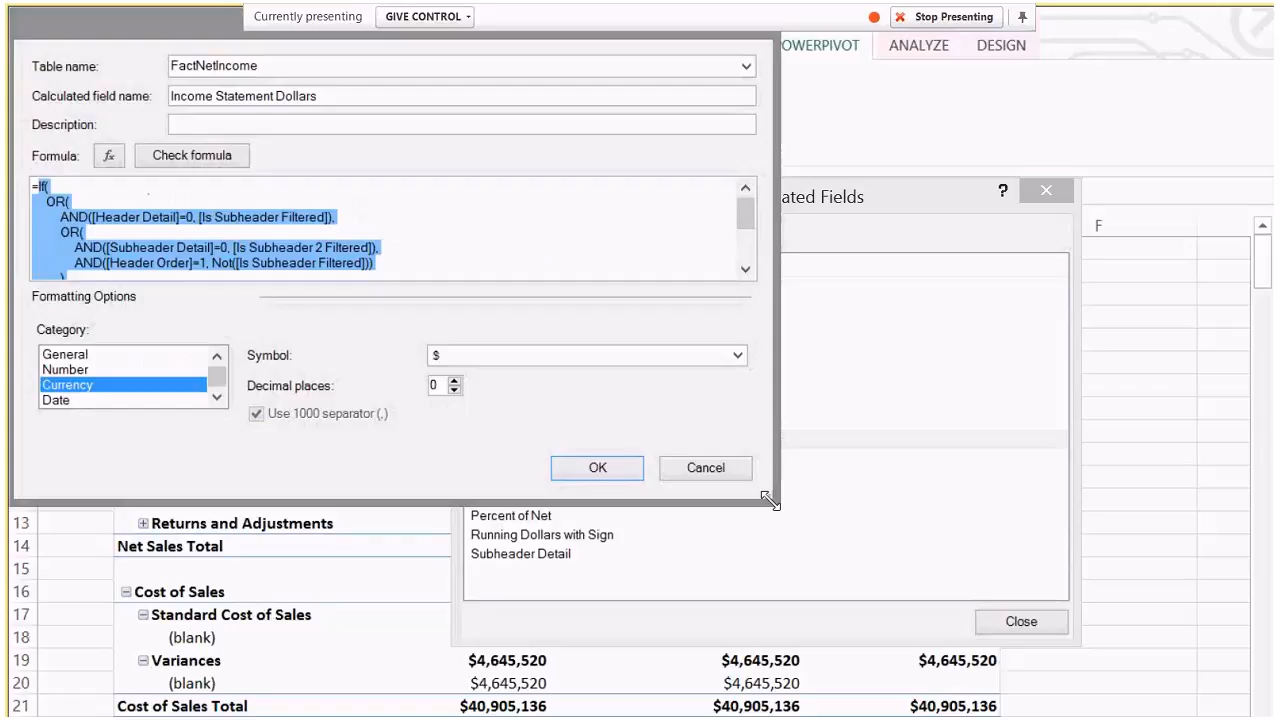 Currently presenting GIVE CONTROL Stop Presenting
OWERPIVOT ANALYZE DESIGN
Table name: FactNetIncome
Calculated field name: Income Statement Dollars
Description:
Formula: fx Check formula
=If(
OR(
AND([Header Detail]=0, [Is Subheader Filtered]),
OR(
AND([Subheader Detail]=0, [Is Subheader 2 Filtered]),
AND([Header Order]=1, Not([Is Subheader Filtered]))
)
ated Fields ?
F
Formatting Options
Category:
General
Number
Currency
Date
Symbol: $
Decimal places: 0
Use 1000 separator (,)
OK Cancel
Percent of Net
Running Dollars with Sign
Subheader Detail
Close
13 Returns and Adjustments
14 Net Sales Total
15
16 Cost of Sales
17 Standard Cost of Sales
18 (blank)
19 Variances $4,645,520 $4,645,520 $4,645,520
20 (blank) $4,645,520 $4,645,520
21 Cost of Sales Total $40,905,136 $40,905,136 $40,905,136